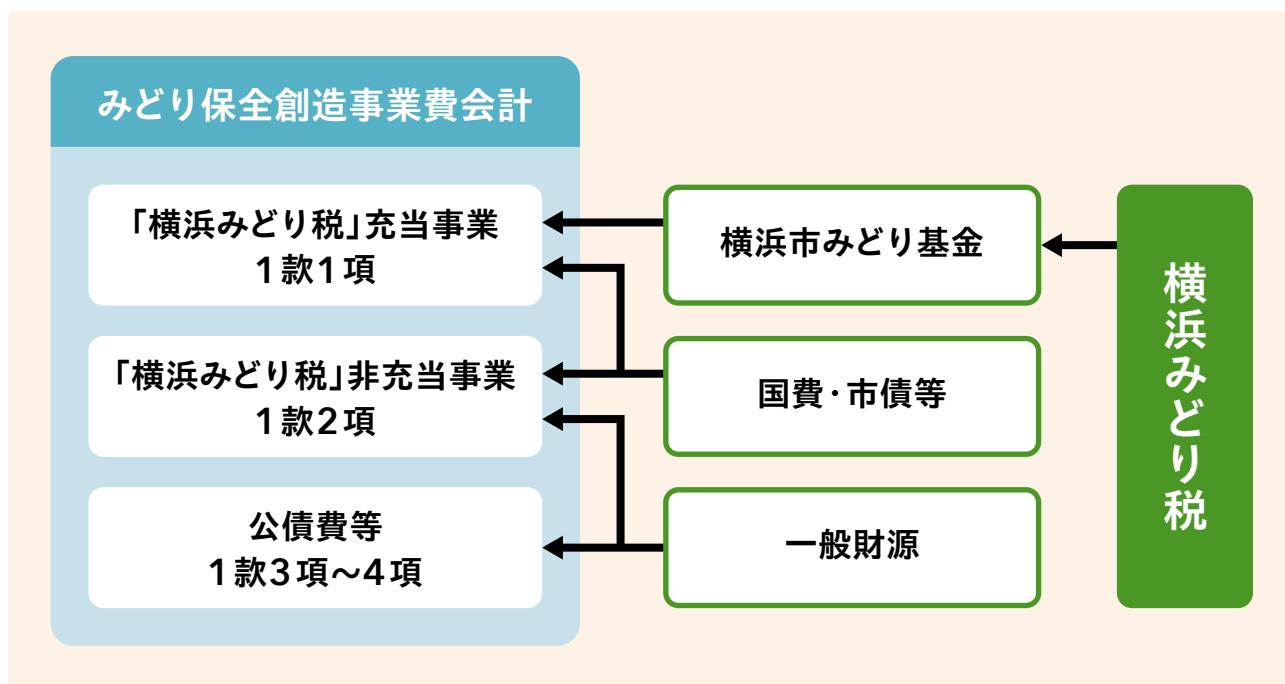 みどり保全創造事業費会計
「横浜みどり税」充当事業
1款1項
「横浜みどり税」非充当事業
1款2項
公債費等
1款3項～4項
横浜市みどり基金
国費・市債等
一般財源
横浜みどり税